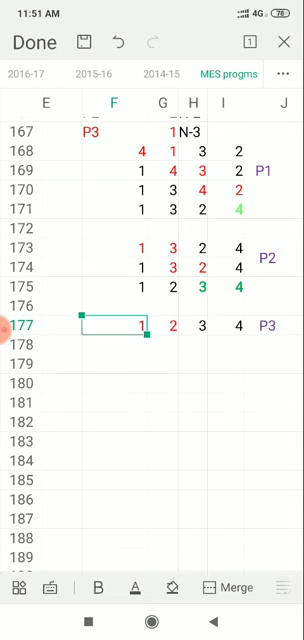 11:51 AM 4G 78
Done 1
2016-17 2015-16 2014-15 MES progms ...
E F G H I J
167 P3 1 N-3
168 4 1 3 2
169 1 4 3 2 P1
170 1 3 4 2
171 1 3 2 4
172
173 1 3 2 4
P2
174 1 3 2 4
175 1 2 3 4
176
177 1 2 3 4 P3
178
179
180
181
182
183
184
185
186
187
188
189
B A Merge